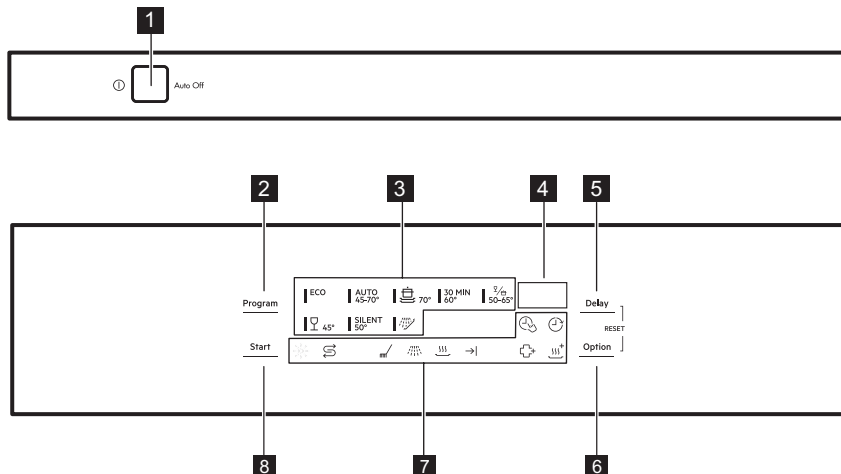 1
Auto Off
2
3
4
5
Program
ECO
AUTO
45-70°
70°
30 MIN
60°
50-65°
Delay
45°
SILENT
50°
RESET
Start
Option
8
7
6